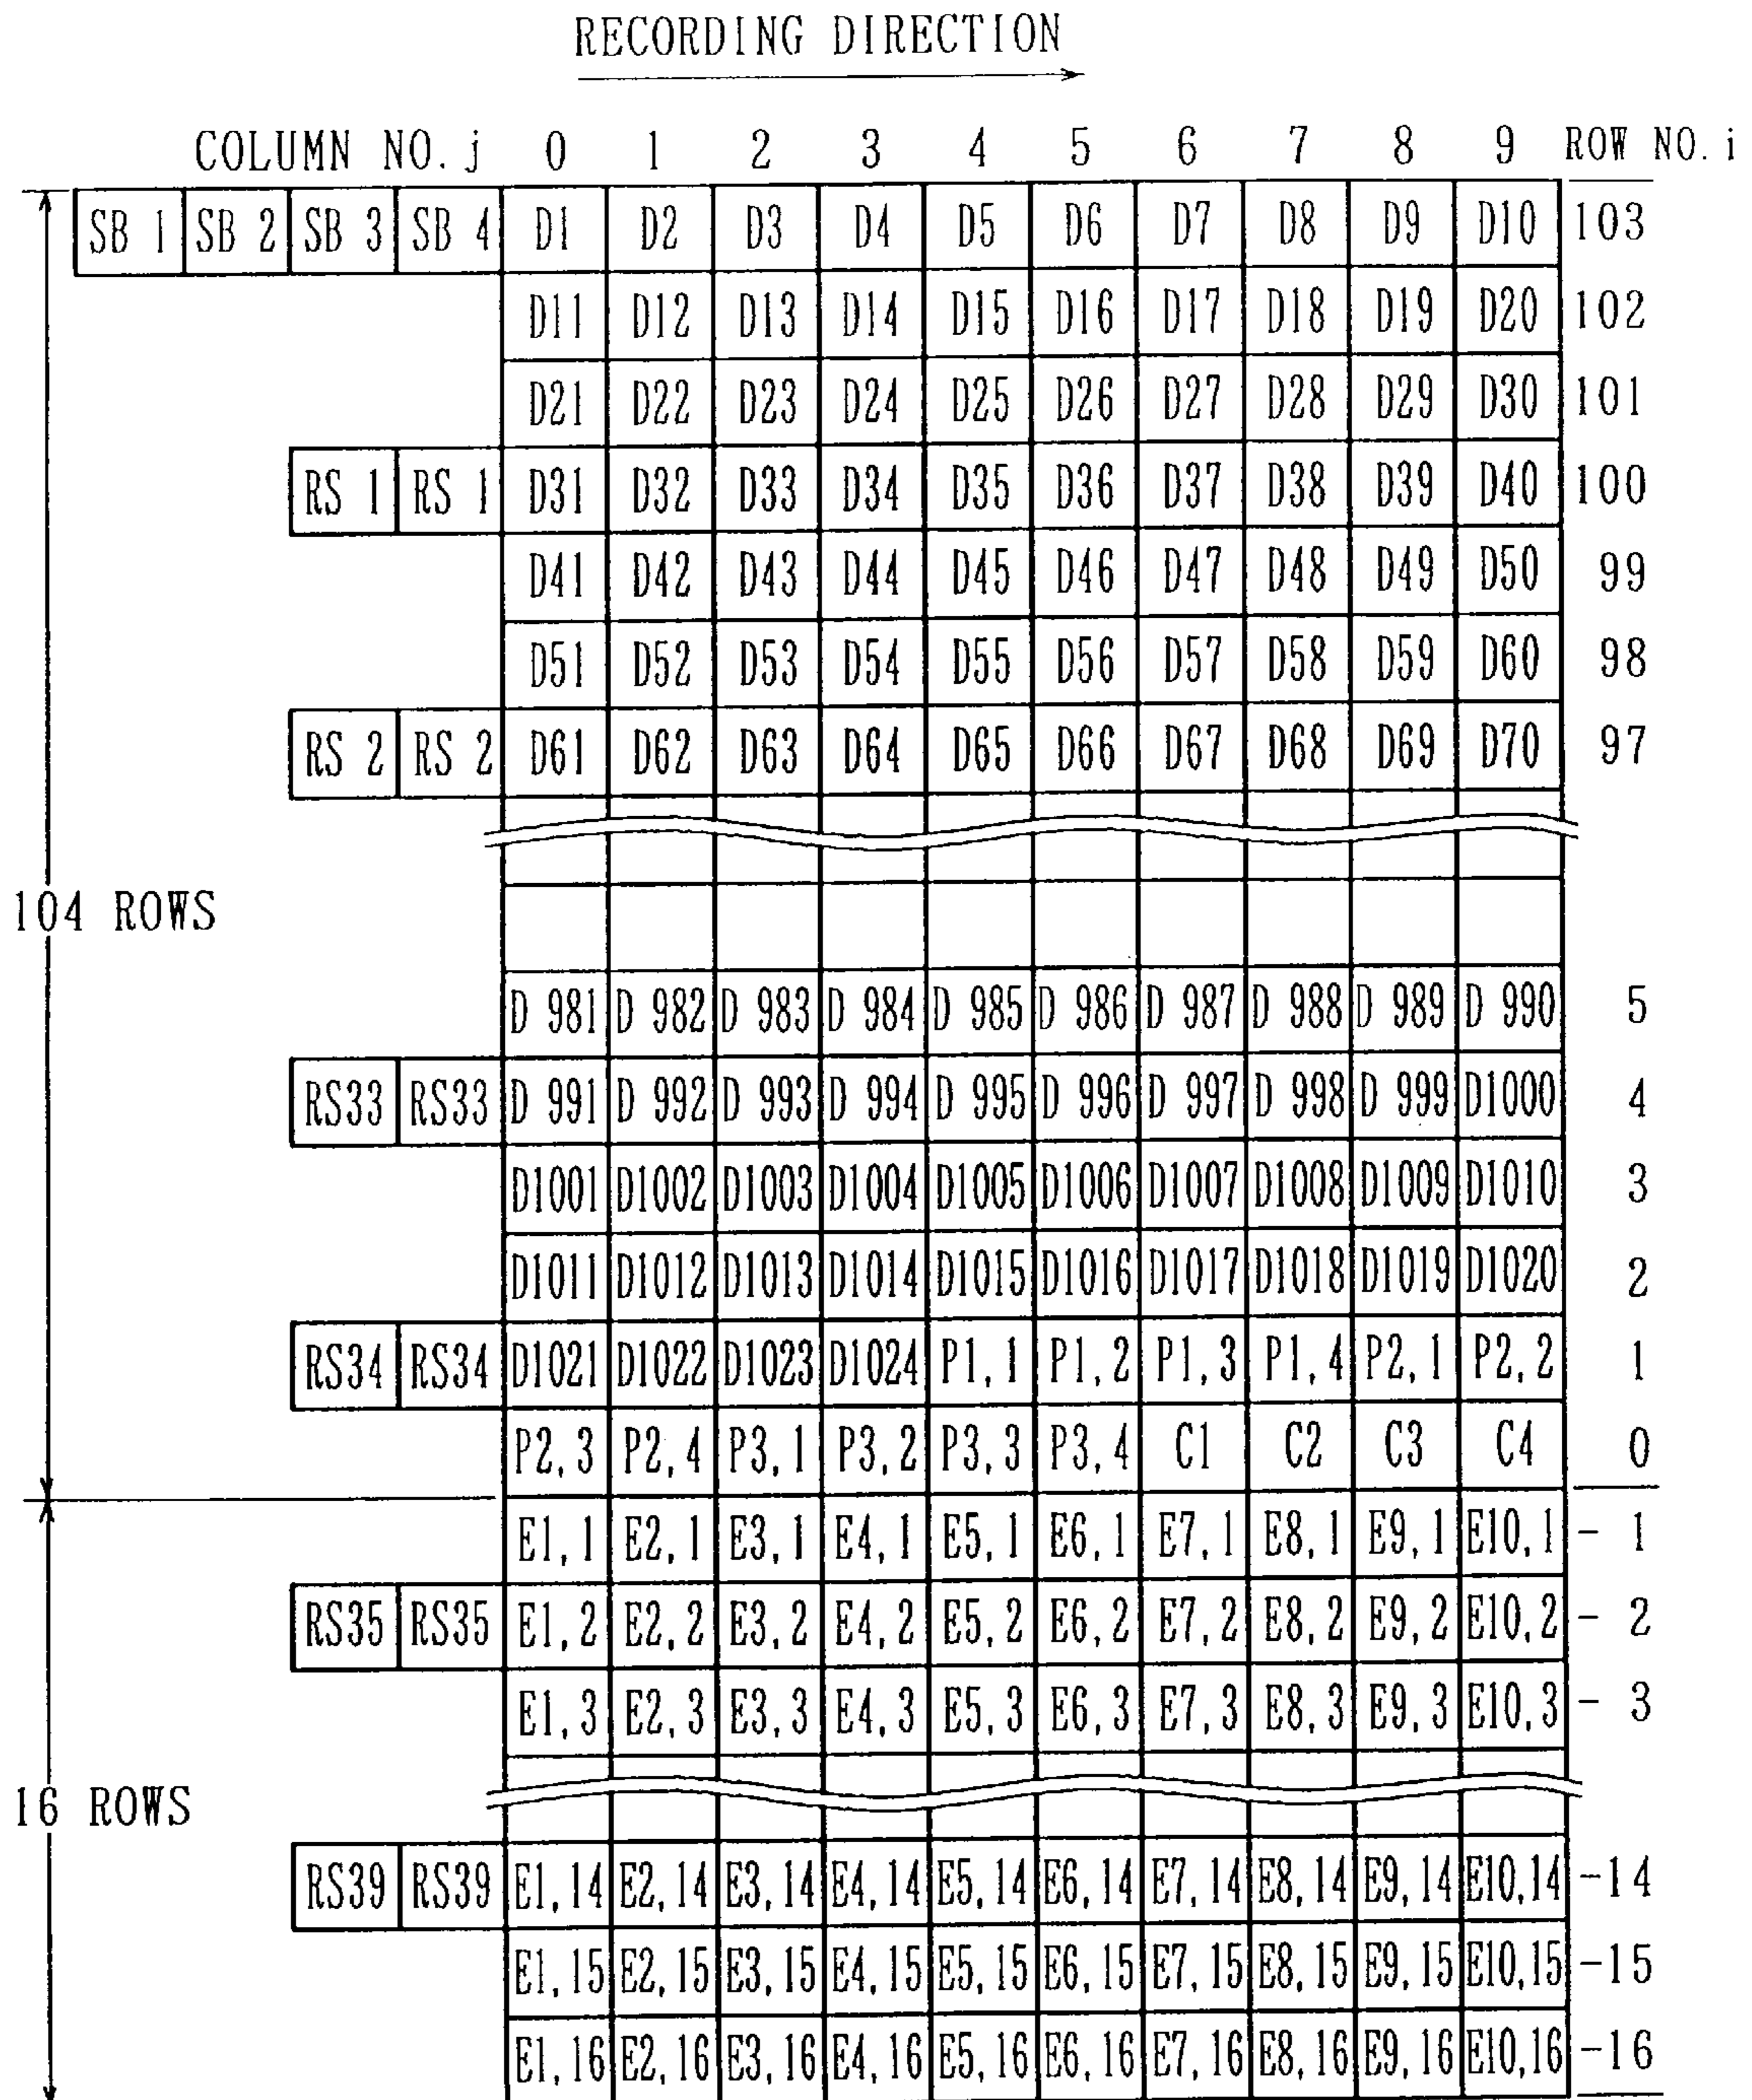 RECORDING DIRECTION
COLUMN NO. j 0 1 2 3 4 5 6 7 8 9 ROW NO. i
SB 1 SB 2 SB 3 SB 4 D1 D2 D3 D4 D5 D6 D7 D8 D9 D10 103
D11 D12 D13 D14 D15 D16 D17 D18 D19 D20 102
D21 D22 D23 D24 D25 D26 D27 D28 D29 D30 101
RS 1 RS 1 D31 D32 D33 D34 D35 D36 D37 D38 D39 D40 100
D41 D42 D43 D44 D45 D46 D47 D48 D49 D50 99
D51 D52 D53 D54 D55 D56 D57 D58 D59 D60 98
RS 2 RS 2 D61 D62 D63 D64 D65 D66 D67 D68 D69 D70 97
104 ROWS
D 981 D 982 D 983 D 984 D 985 D 986 D 987 D 988 D 989 D 990 5
RS33 RS33 D 991 D 992 D 993 D 994 D 995 D 996 D 997 D 998 D 999 D1000 4
D1001 D1002 D1003 D1004 D1005 D1006 D1007 D1008 D1009 D1010 3
D1011 D1012 D1013 D1014 D1015 D1016 D1017 D1018 D1019 D1020 2
RS34 RS34 D1021 D1022 D1023 D1024 P1, 1 P1, 2 P1, 3 P1, 4 P2, 1 P2, 2 1
P2, 3 P2, 4 P3, 1 P3, 2 P3, 3 P3, 4 C1 C2 C3 C4 0
E1, 1 E2, 1 E3, 1 E4, 1 E5, 1 E6, 1 E7, 1 E8, 1 E9, 1 E10, 1 - 1
RS35 RS35 E1, 2 E2, 2 E3, 2 E4, 2 E5, 2 E6, 2 E7, 2 E8, 2 E9, 2 E10, 2 - 2
E1, 3 E2, 3 E3, 3 E4, 3 E5, 3 E6, 3 E7, 3 E8, 3 E9, 3 E10, 3 - 3
16 ROWS
RS39 RS39 E1, 14 E2, 14 E3, 14 E4, 14 E5, 14 E6, 14 E7, 14 E8, 14 E9, 14 E10, 14 -14
E1, 15 E2, 15 E3, 15 E4, 15 E5, 15 E6, 15 E7, 15 E8, 15 E9, 15 E10, 15 -15
E1, 16 E2, 16 E3, 16 E4, 16 E5, 16 E6, 16 E7, 16 E8, 16 E9, 16 E10, 16 -16